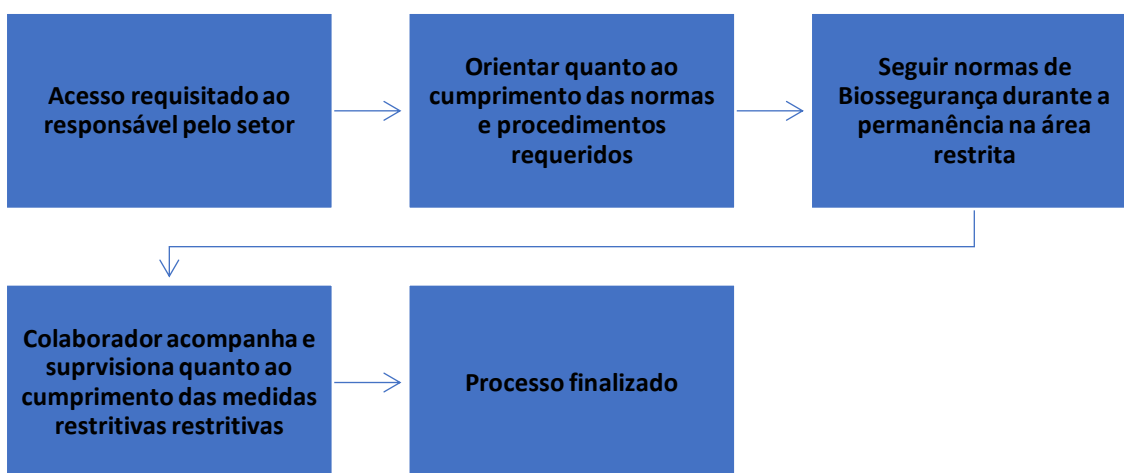 Acesso requisitado ao
responsável pelo setor
Orientar quanto ao
cumprimento das normas
e procedimentos
requeridos
Seguir normas de
Biossegurança durante a
permanência na área
restrita
Colaborador acompanha e
suprvisiona quanto ao
cumprimento das medidas
restritivas restritivas
Processo finalizado